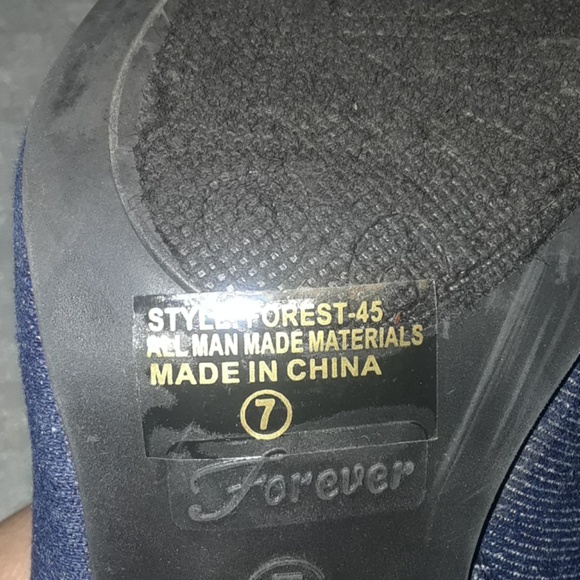 STYLE: FOREST-45
ALL MAN MADE MATERIALS
MADE IN CHINA
7
Forever